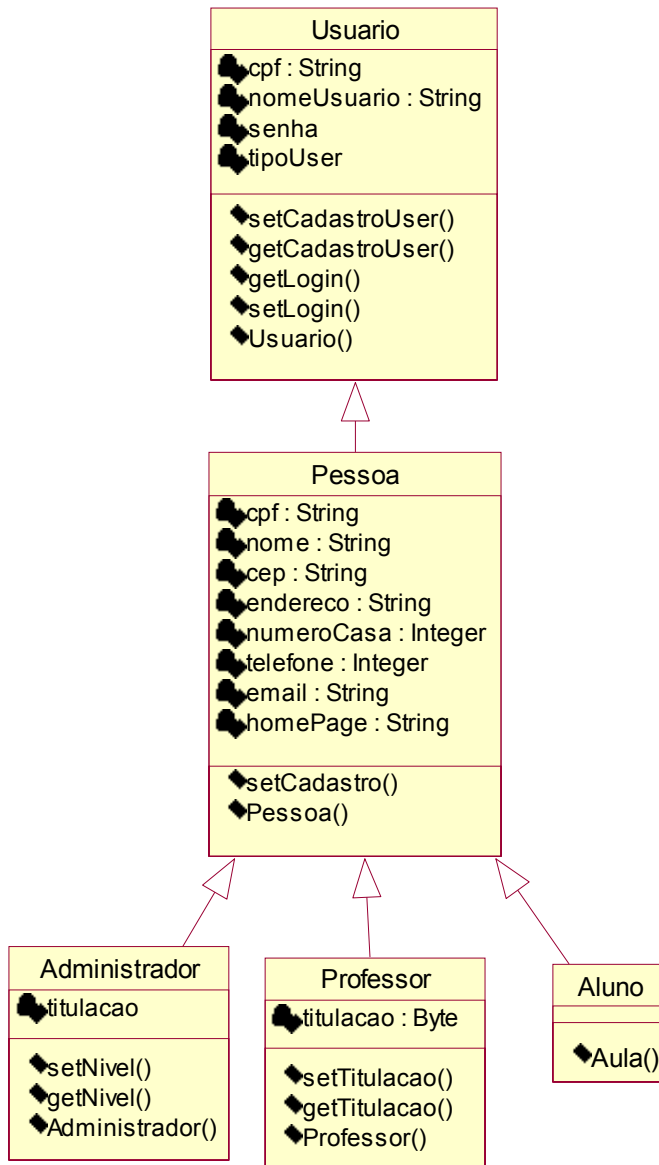 Usuario
cpf : String
nomeUsuario : String
senha
tipoUser
setCadastroUser()
getCadastroUser()
getLogin()
setLogin()
Usuario()
Pessoa
cpf : String
nome : String
cep : String
endereco : String
numeroCasa : Integer
telefone : Integer
email : String
homePage : String
setCadastro()
Pessoa()
Administrador
titulacao
setNivel()
getNivel()
Administrador()
Professor
titulacao : Byte
setTitulacao()
getTitulacao()
Professor()
Aluno
Aula()